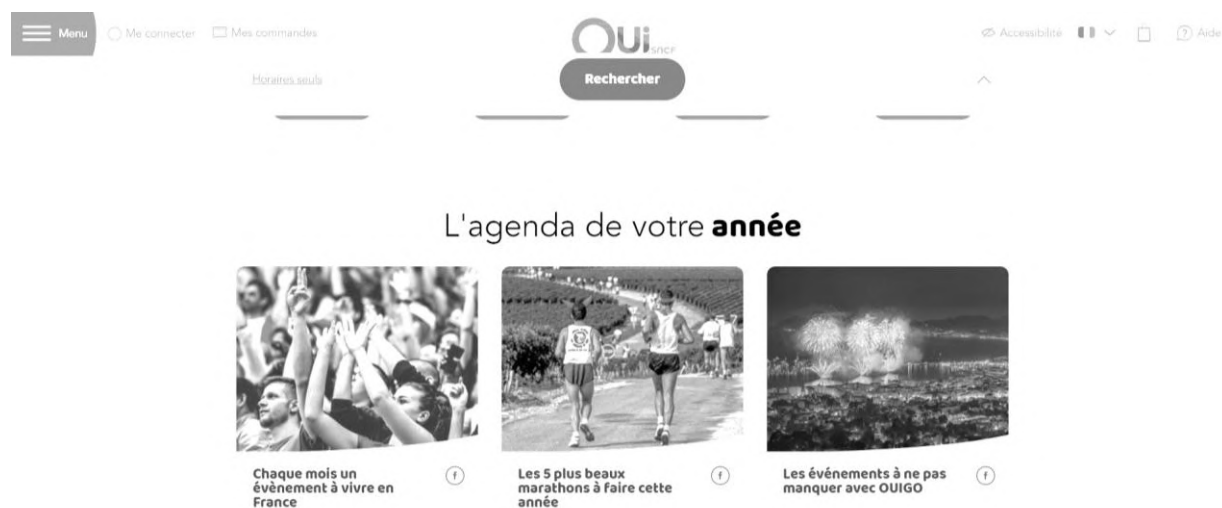 Menu
Me connecter
Mes commandes
OUi
SNCF
Accessibilité
? Aide
Horaires seuls
Rechercher
L'agenda de votre année
Chaque mois un
évènement à vivre en
France
f
Les 5 plus beaux
marathons à faire cette
année
f
Les événements à ne pas
manquer avec OUIGO
f